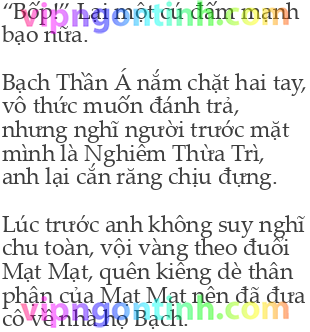 “Bốp!” Lại một cú đấm mạnh
bạo nữa.
Bạch Thần Á nắm chặt hai tay,
vô thức muốn đánh trả,
nhưng nghĩ người trước mặt
mình là Nghiêm Thừa Trì,
anh lại cắn răng chịu đựng.
Lúc trước anh không suy nghĩ
chu toàn, vội vàng theo đuổi
Mạt Mạt, quên kiêng dè thân
phận của Mạt Mạt nên đã đưa
cô về nhà họ Bạch.
vipngontinh.com
vipngontinh.com